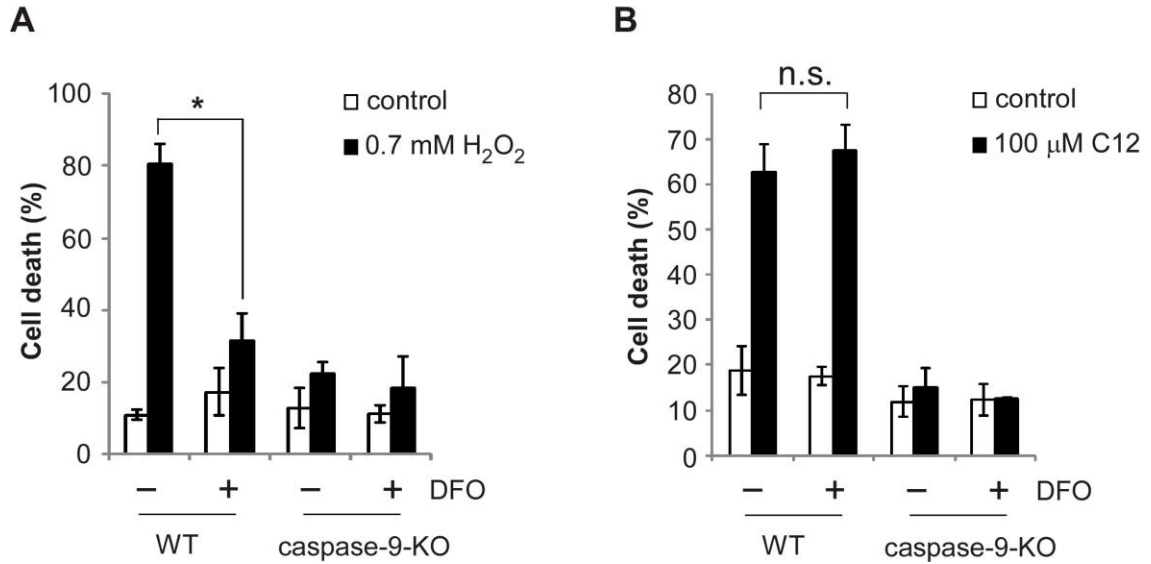 A
Cell death (%)
100
80
60
40
20
0
*
control
0.7 mM H₂O₂
− + − + DFO
WT caspase-9-KO
B
Cell death (%)
80
70
60
50
40
30
20
10
0
n.s.
control
100 μM C12
− + − + DFO
WT caspase-9-KO